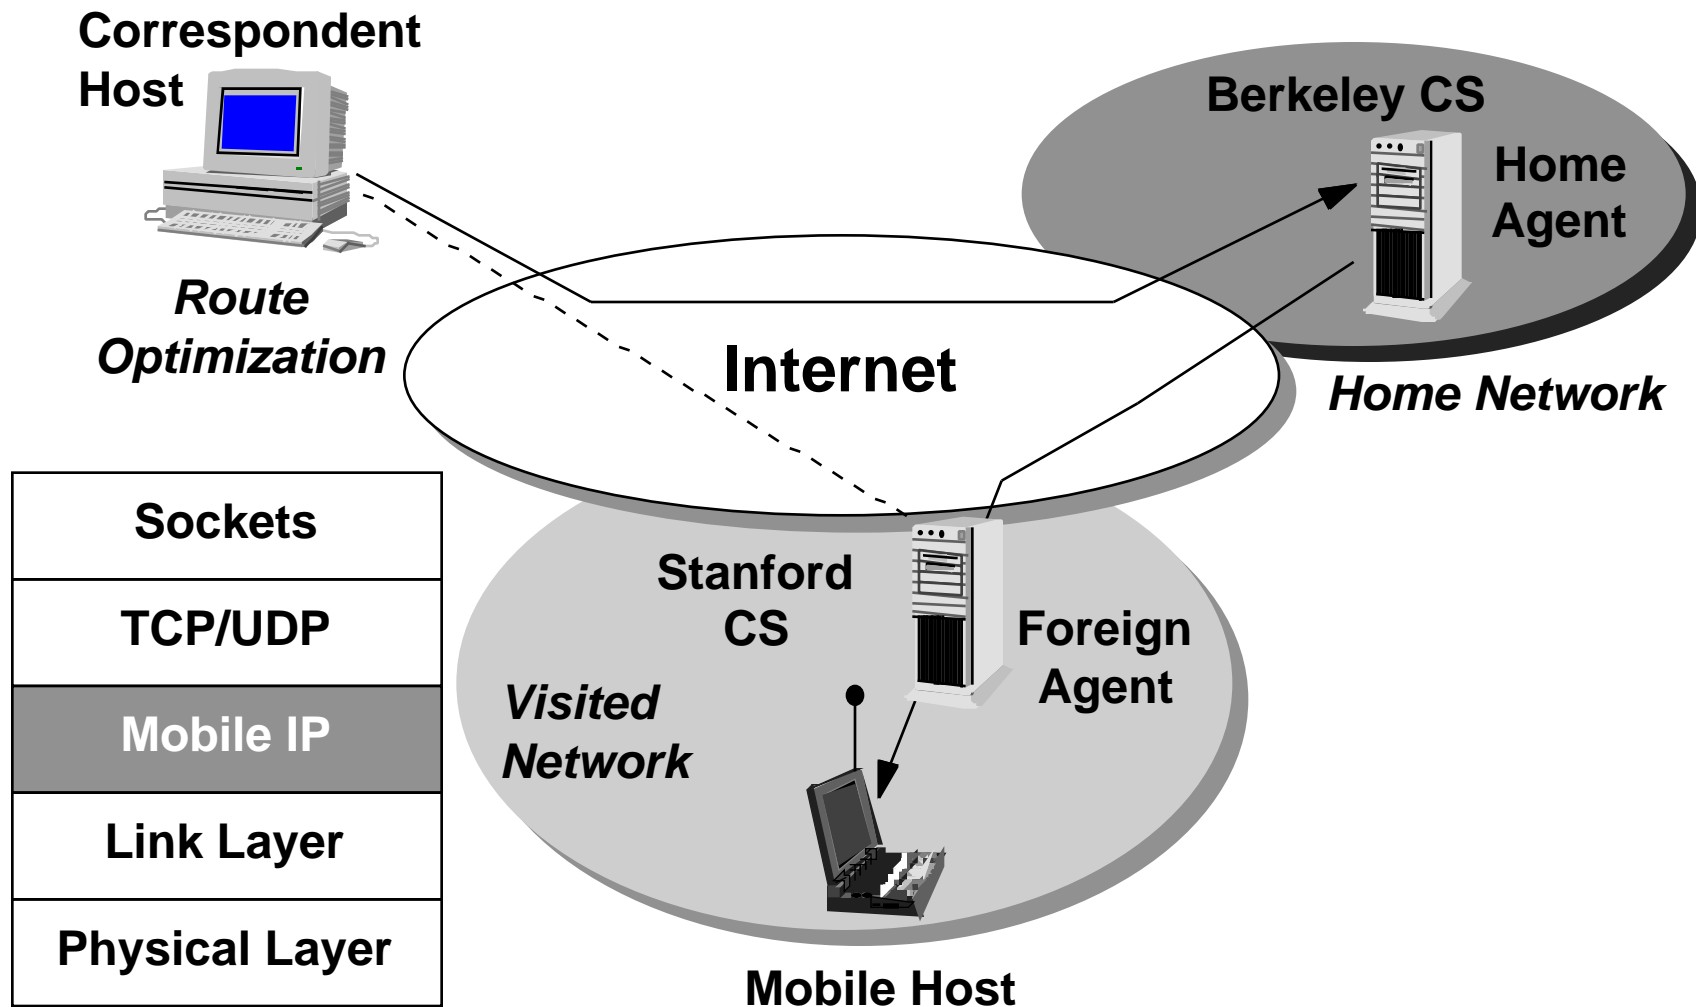 Correspondent
Host
Berkeley CS
Home
Agent
Route
Optimization
Internet
Home Network
Sockets
TCP/UDP
Mobile IP
Link Layer
Physical Layer
Stanford
CS
Foreign
Agent
Visited
Network
Mobile Host